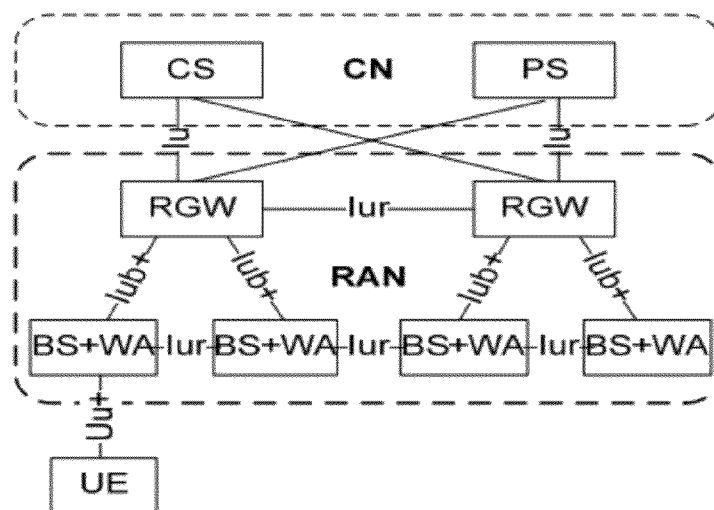 CS CN PS
Iu Iu
RGW Iur RGW
Iub+ Iub+ RAN Iub+ Iub+
BS+WA Iur BS+WA Iur BS+WA Iur BS+WA
Uu+
UE